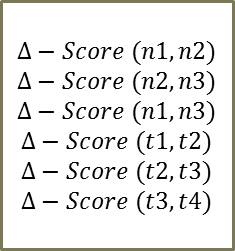 Δ − Score (n1, n2)
Δ − Score (n2, n3)
Δ − Score (n1, n3)
Δ − Score (t1, t2)
Δ − Score (t2, t3)
Δ − Score (t3, t4)